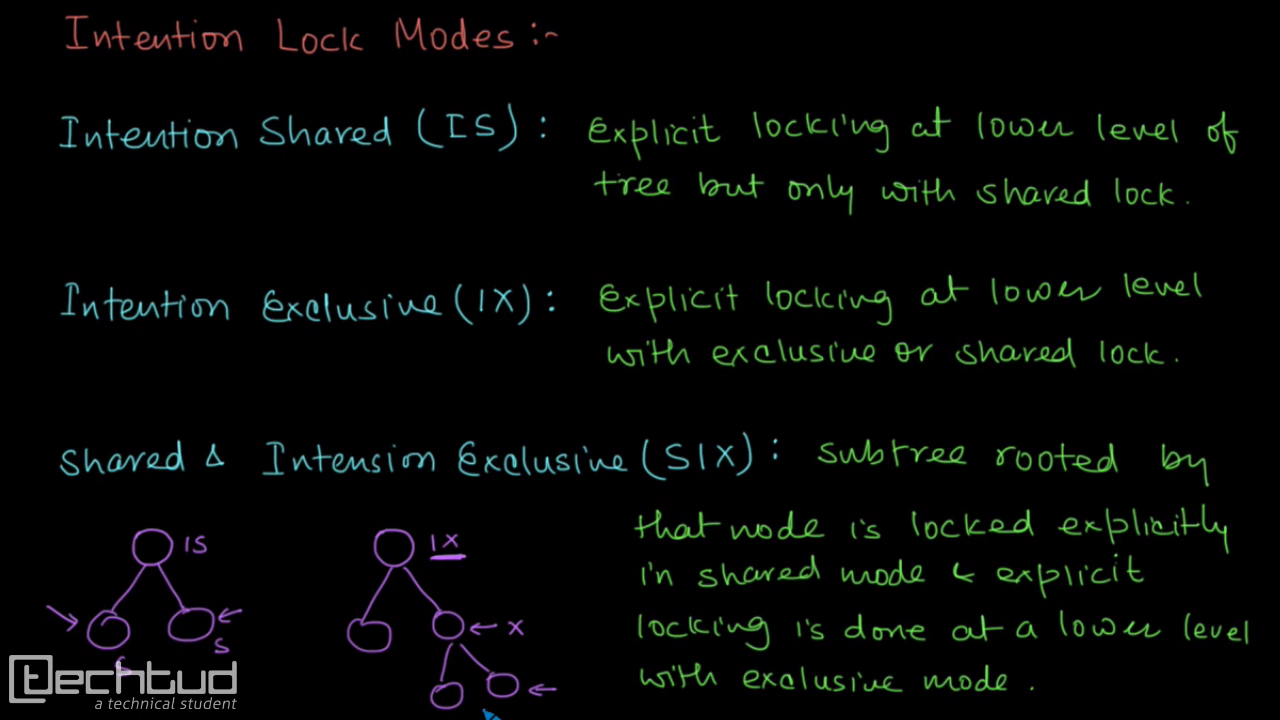 Intention Lock Modes :-
Intention Shared (IS) : Explicit locking at lower level of
tree but only with shared lock.
Intention Exclusive (IX) : Explicit locking at lower level
with exclusive or shared lock.
Shared & Intension Exclusive (SIX) : Subtree rooted by
that node is locked explicitly
in shared mode & explicit
locking is done at a lower level
with exclusive mode.
IS
S
S
IX
X
techtud
a technical student